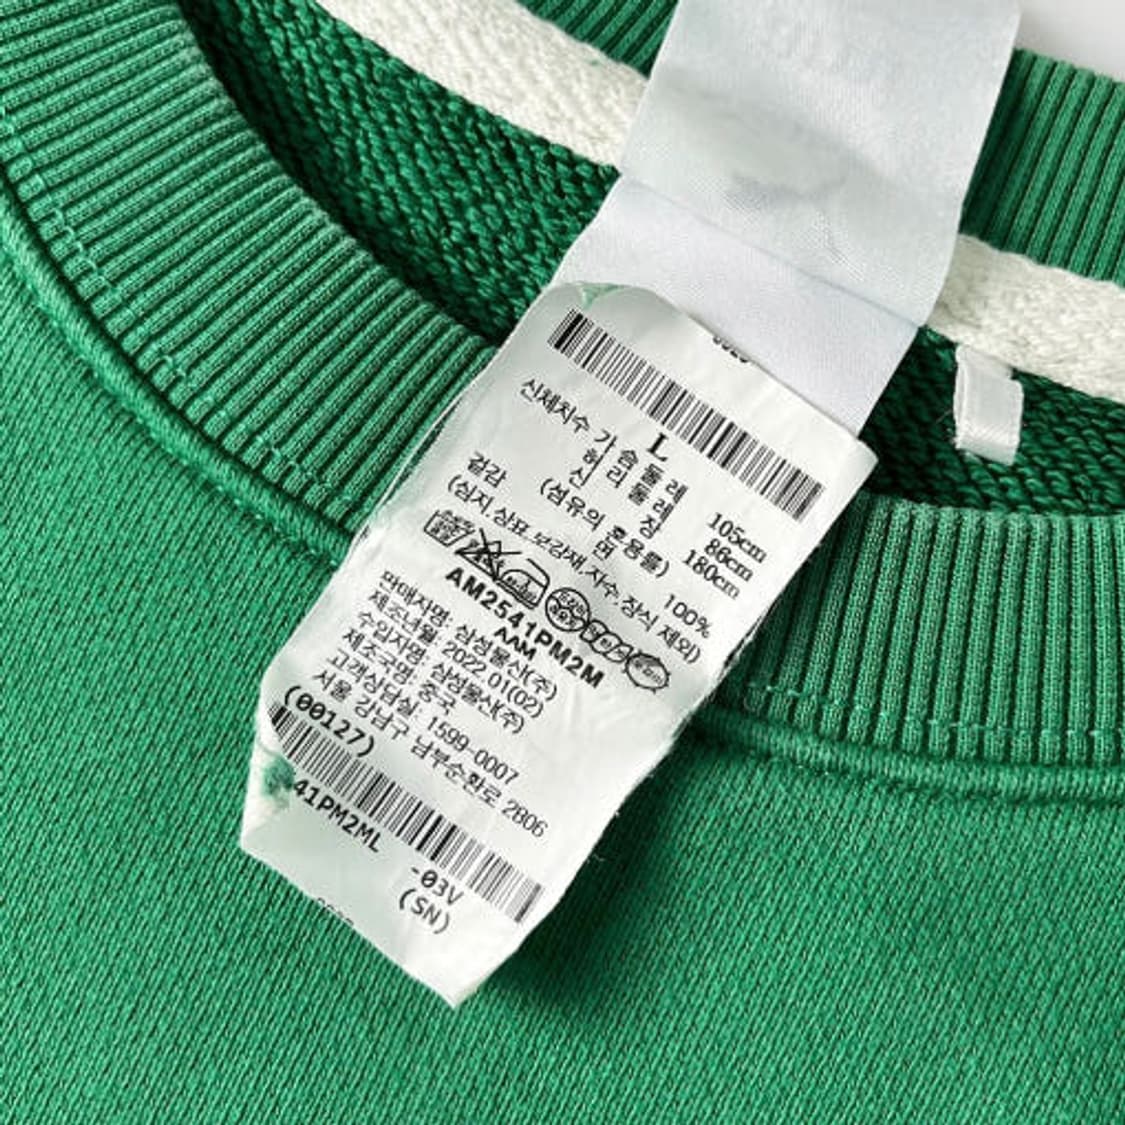 L
신체치수 가슴둘레 105cm
허리둘레 86cm
신장 180cm
(섬유의 혼용률)
겉감 면 100%
(심지,상표,보강재,자수,장식 제외)
AM2541PM2M
AAM
판매자명: 삼성물산(주)
제조년월: 2022.01(02)
수입자명: 삼성물산(주)
제조국명: 중국
고객상담실: 1599-0007
서울 강남구 남부순환로 2806
(00127)
41PM2ML -03V
(SN)